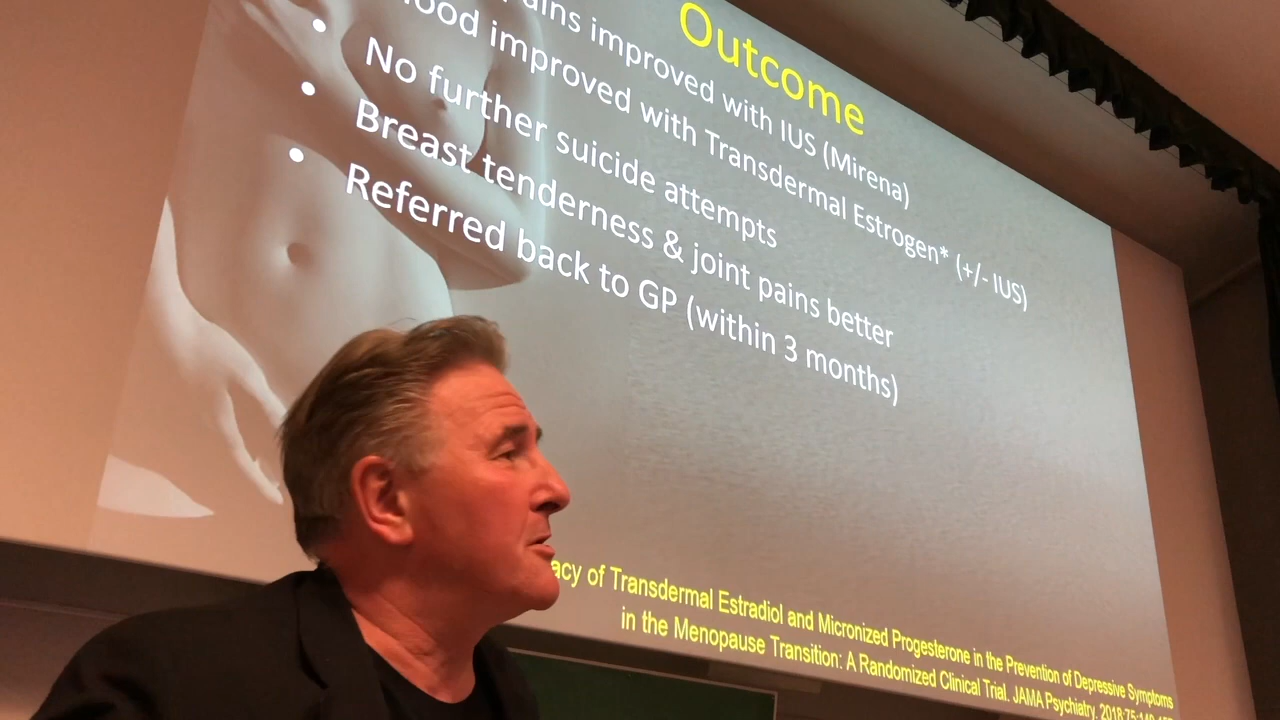 Outcome
ains improved with IUS (Mirena)
ood improved with Transdermal Estrogen* (+/- IUS)
No further suicide attempts
Breast tenderness & joint pains better
Referred back to GP (within 3 months)
acy of Transdermal Estradiol and Micronized Progesterone in the Prevention of Depressive Symptoms
in the Menopause Transition: A Randomized Clinical Trial. JAMA Psychiatry. 2018;75: